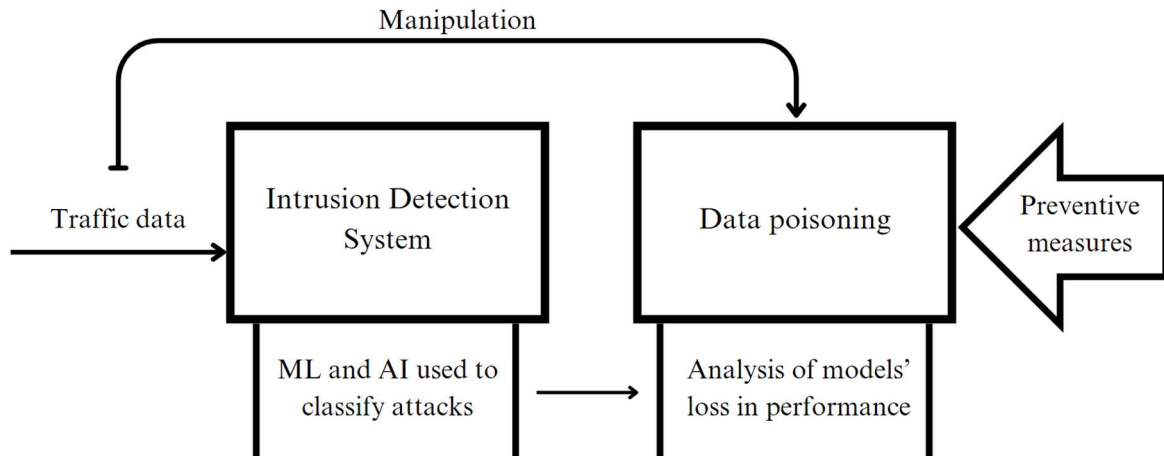 Manipulation
Traffic data
Intrusion Detection
System
Data poisoning
Preventive
measures
ML and AI used to
classify attacks
Analysis of models’
loss in performance